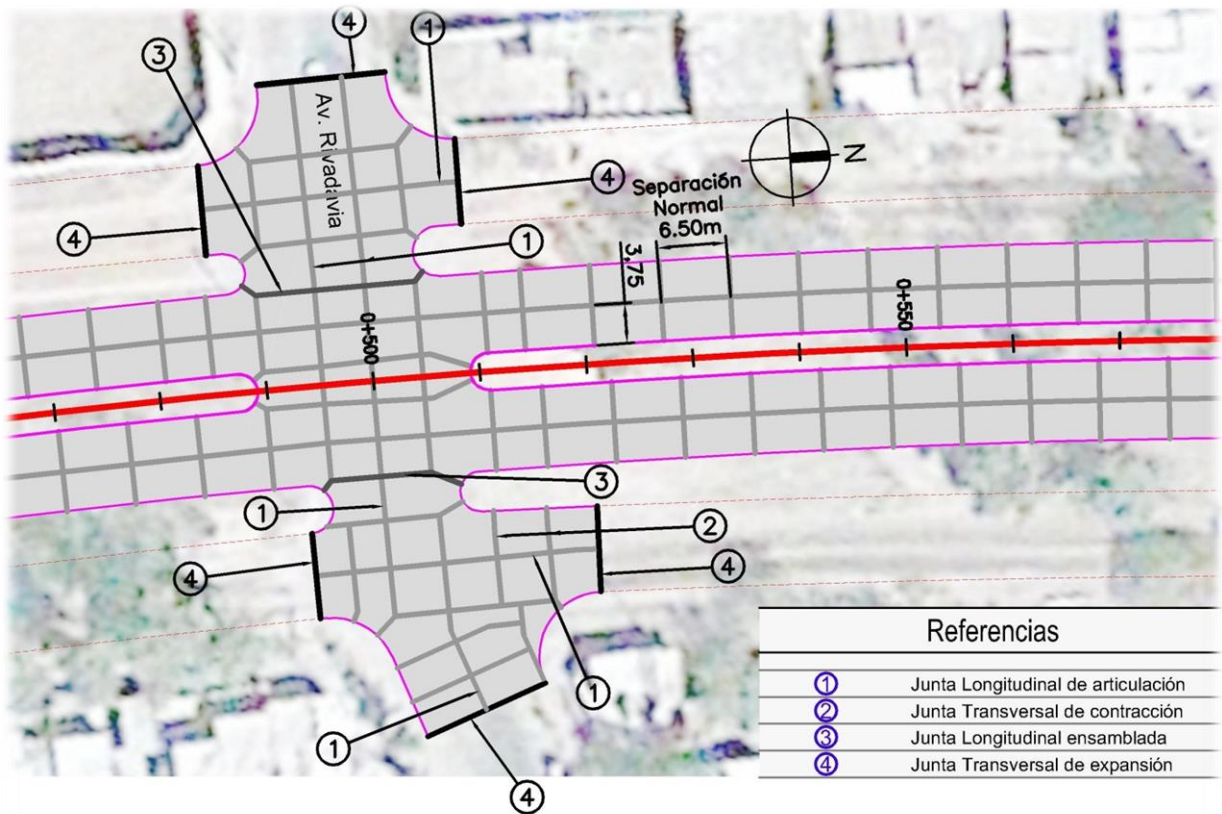 4
1
3
Av. Rivadavia
N
4
Separación
Normal
6.50m
4
1
3,75
0+500
0+550
3
1
2
4
4
1
1
4
Referencias
1 Junta Longitudinal de articulación
2 Junta Transversal de contracción
3 Junta Longitudinal ensamblada
4 Junta Transversal de expansión